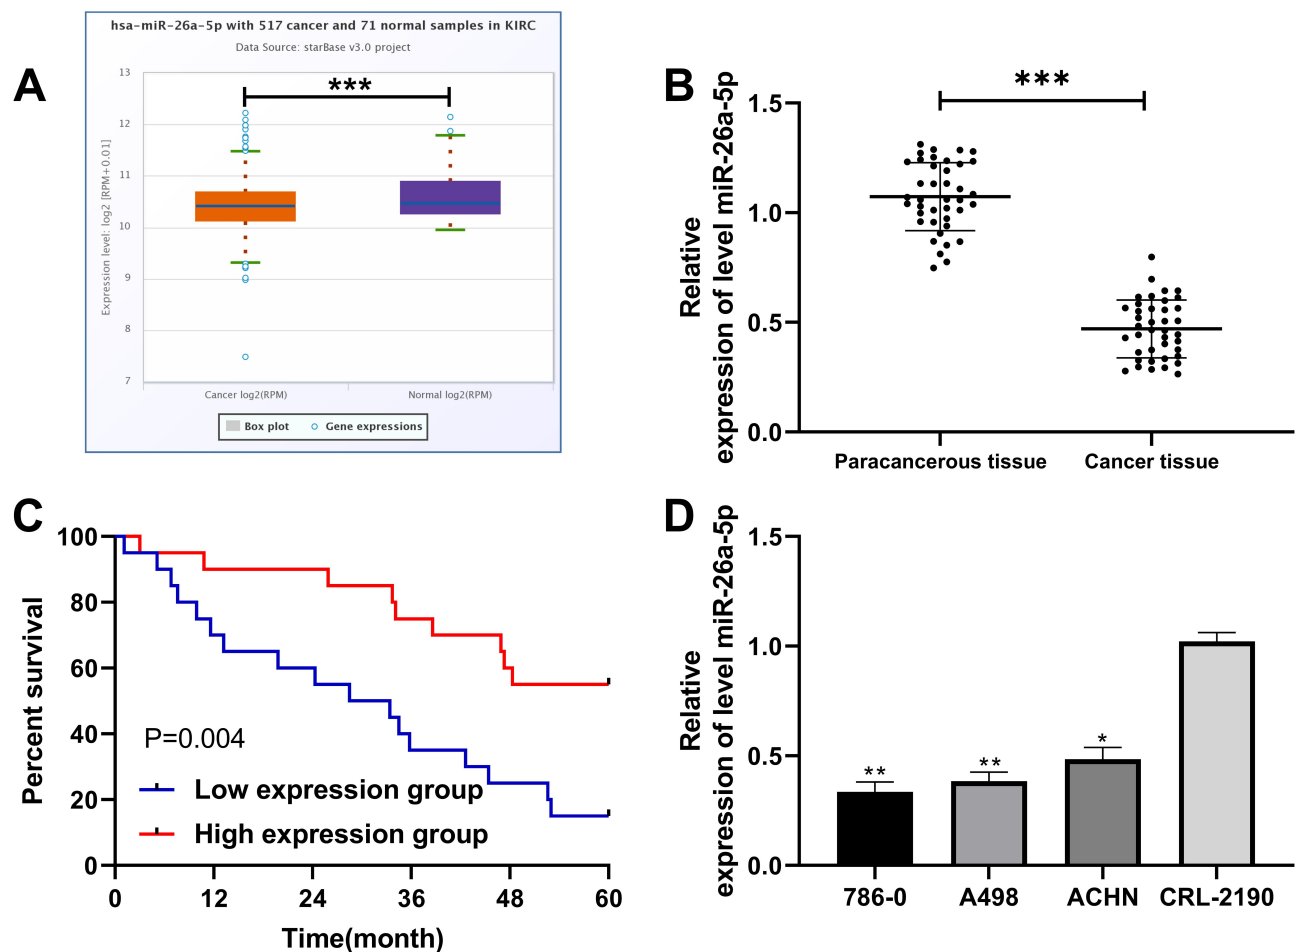 A
hsa-miR-26a-5p with 517 cancer and 71 normal samples in KIRC
Data Source: starBase v3.0 project
Expression level: log2 [RPM+0.01]
13
12
11
10
9
8
7
***
Cancer log2(RPM)
Normal log2(RPM)
Box plot
Gene expressions
B
Relative
expression of level miR-26a-5p
1.5
1.0
0.5
0.0
***
Paracancerous tissue
Cancer tissue
C
Percent survival
100
80
60
40
20
0
P=0.004
Low expression group
High expression group
0
12
24
36
48
60
Time(month)
D
Relative
expression of level miR-26a-5p
1.5
1.0
0.5
0.0
**
**
*
786-0
A498
ACHN
CRL-2190